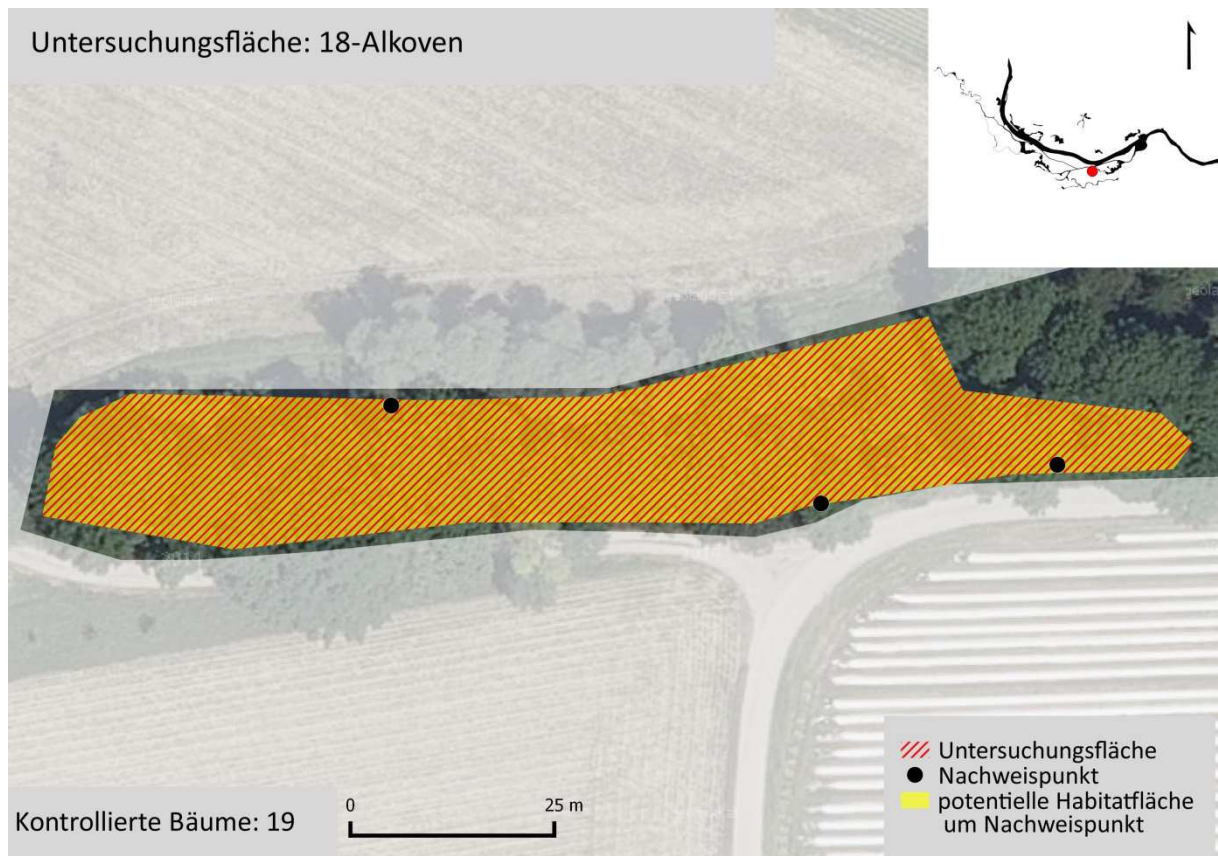 Untersuchungsfläche: 18-Alkoven
Untersuchungsfläche
Nachweispunkt
potentielle Habitatfläche
um Nachweispunkt
0 25 m
Kontrollierte Bäume: 19